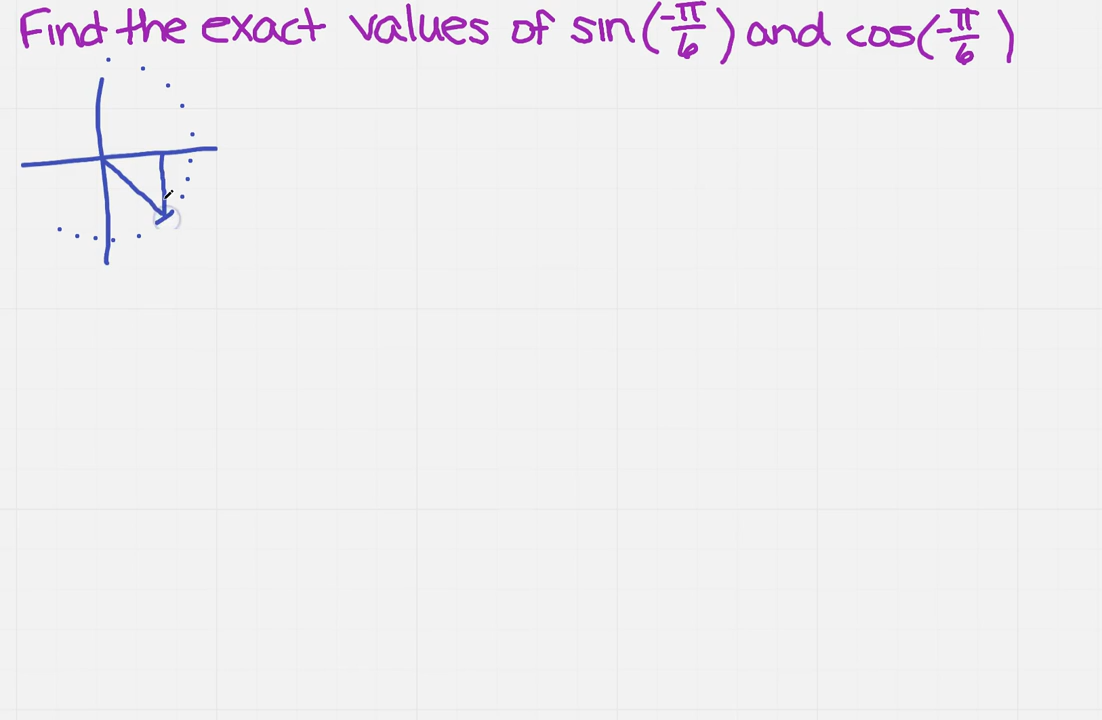 Find the exact values of sin(-π/6) and cos(-π/6)